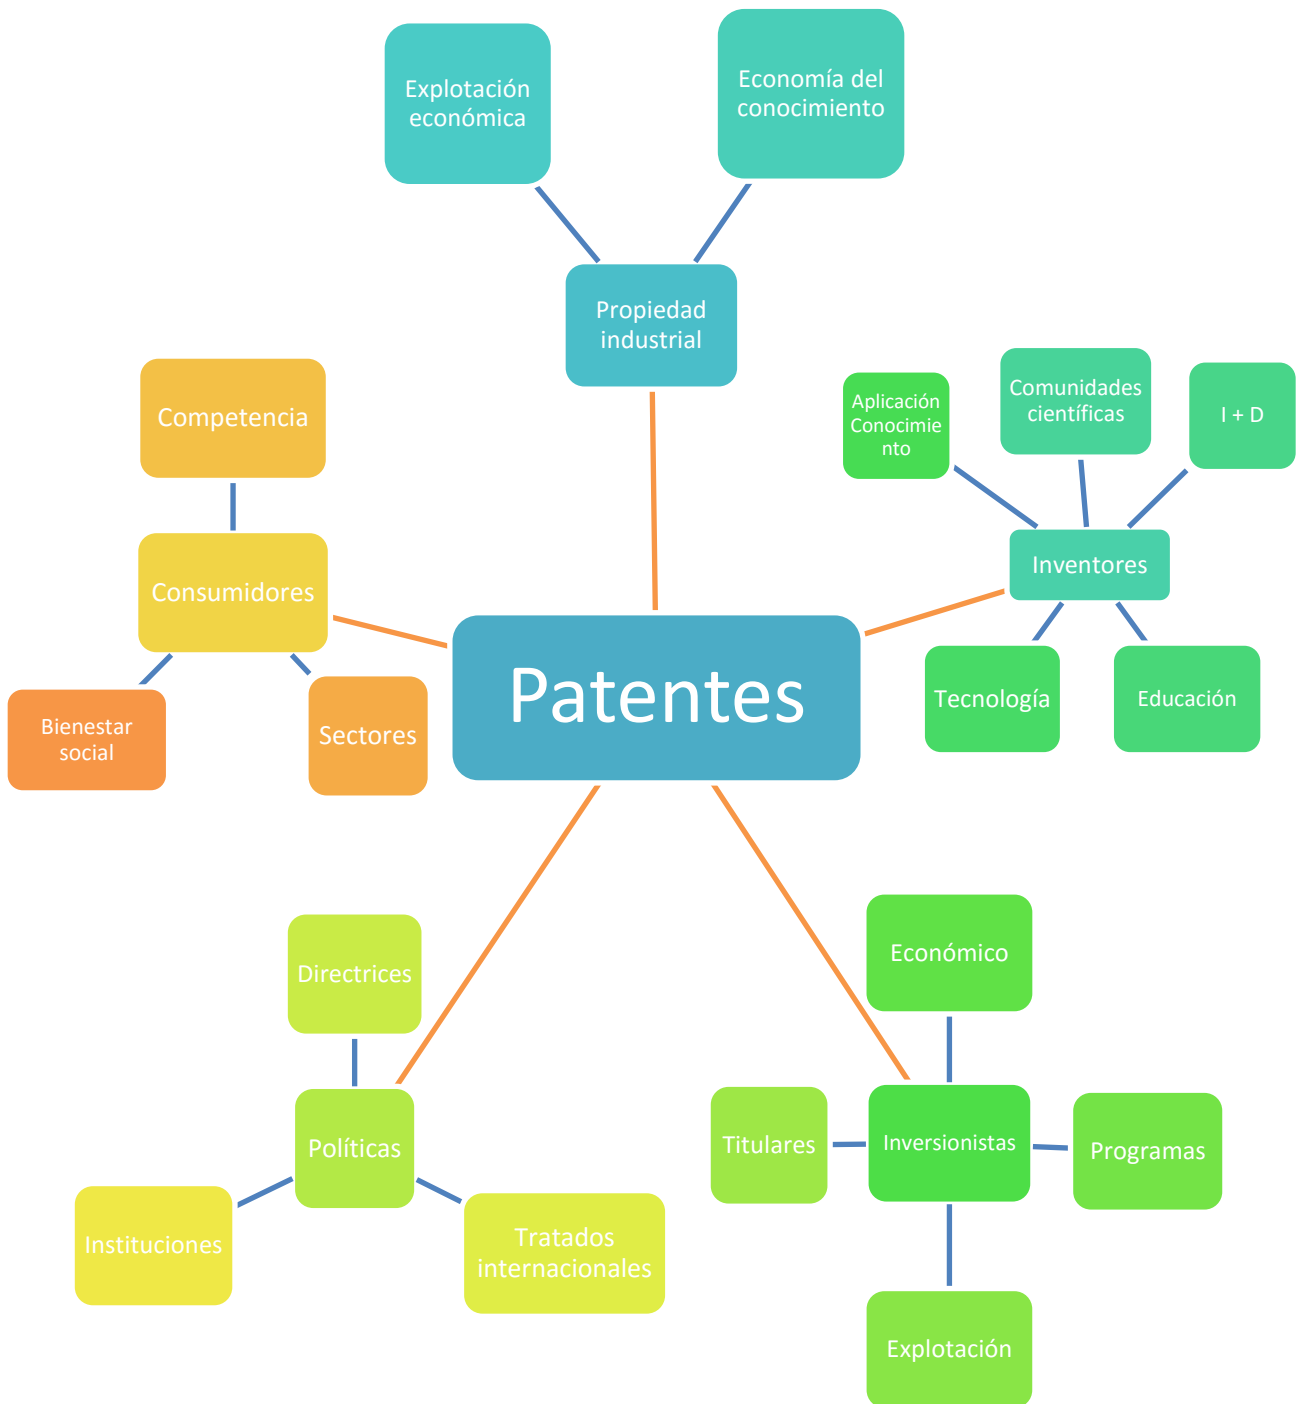 Explotación
económica
Economía del
conocimiento
Propiedad
industrial
Competencia
Aplicación
Conocimie
nto
Comunidades
científicas
I + D
Consumidores
Inventores
Bienestar
social
Sectores
Patentes
Tecnología
Educación
Directrices
Económico
Políticas
Titulares
Inversionistas
Programas
Instituciones
Tratados
internacionales
Explotación